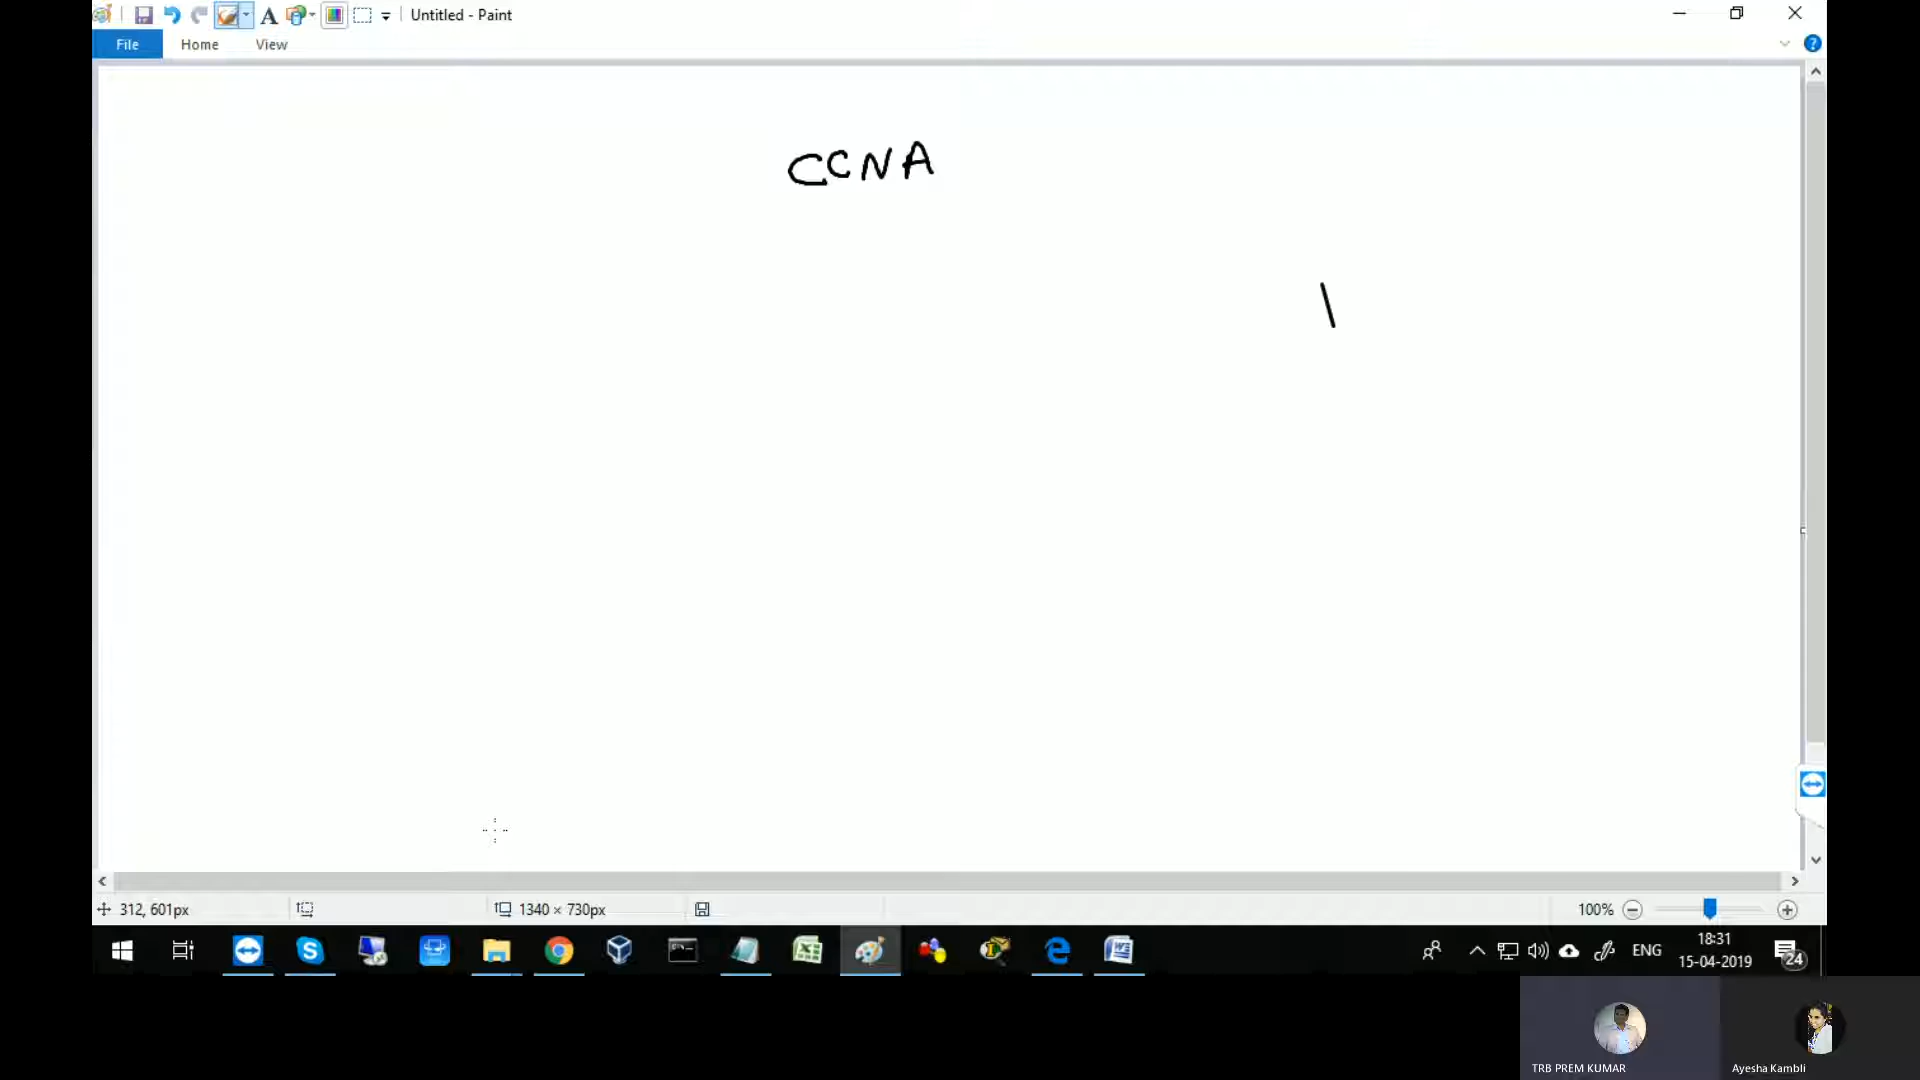 Untitled - Paint
File Home View
CCNA
\
312, 601px 1340 × 730px 100%
ENG 18:31
15-04-2019 24
TRB PREM KUMAR Ayesha Kambli